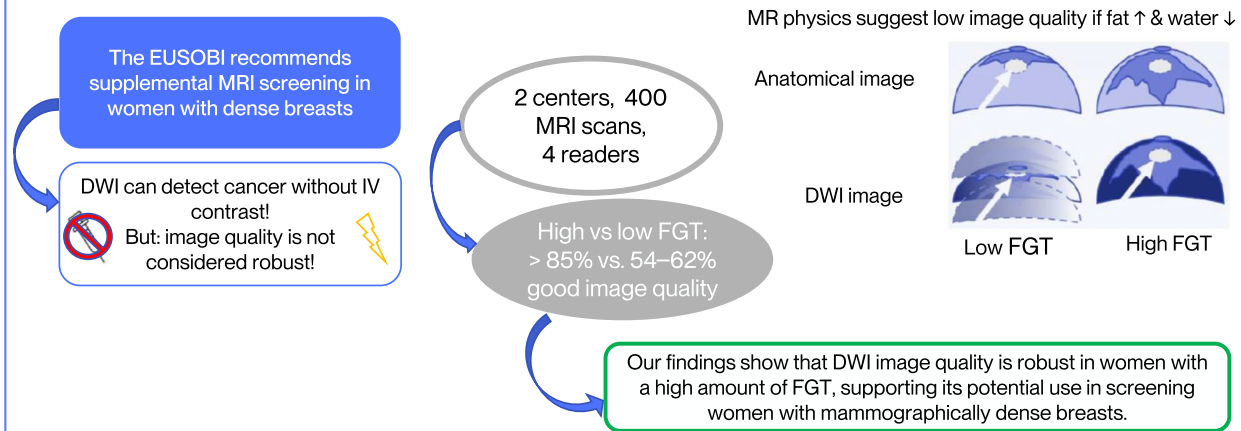 The EUSOBI recommends
supplemental MRI screening in
women with dense breasts
DWI can detect cancer without IV
contrast!
But: image quality is not
considered robust!
2 centers, 400
MRI scans,
4 readers
High vs low FGT:
> 85% vs. 54–62%
good image quality
MR physics suggest low image quality if fat ↑ & water ↓
Anatomical image
DWI image
Low FGT
High FGT
Our findings show that DWI image quality is robust in women with
a high amount of FGT, supporting its potential use in screening
women with mammographically dense breasts.